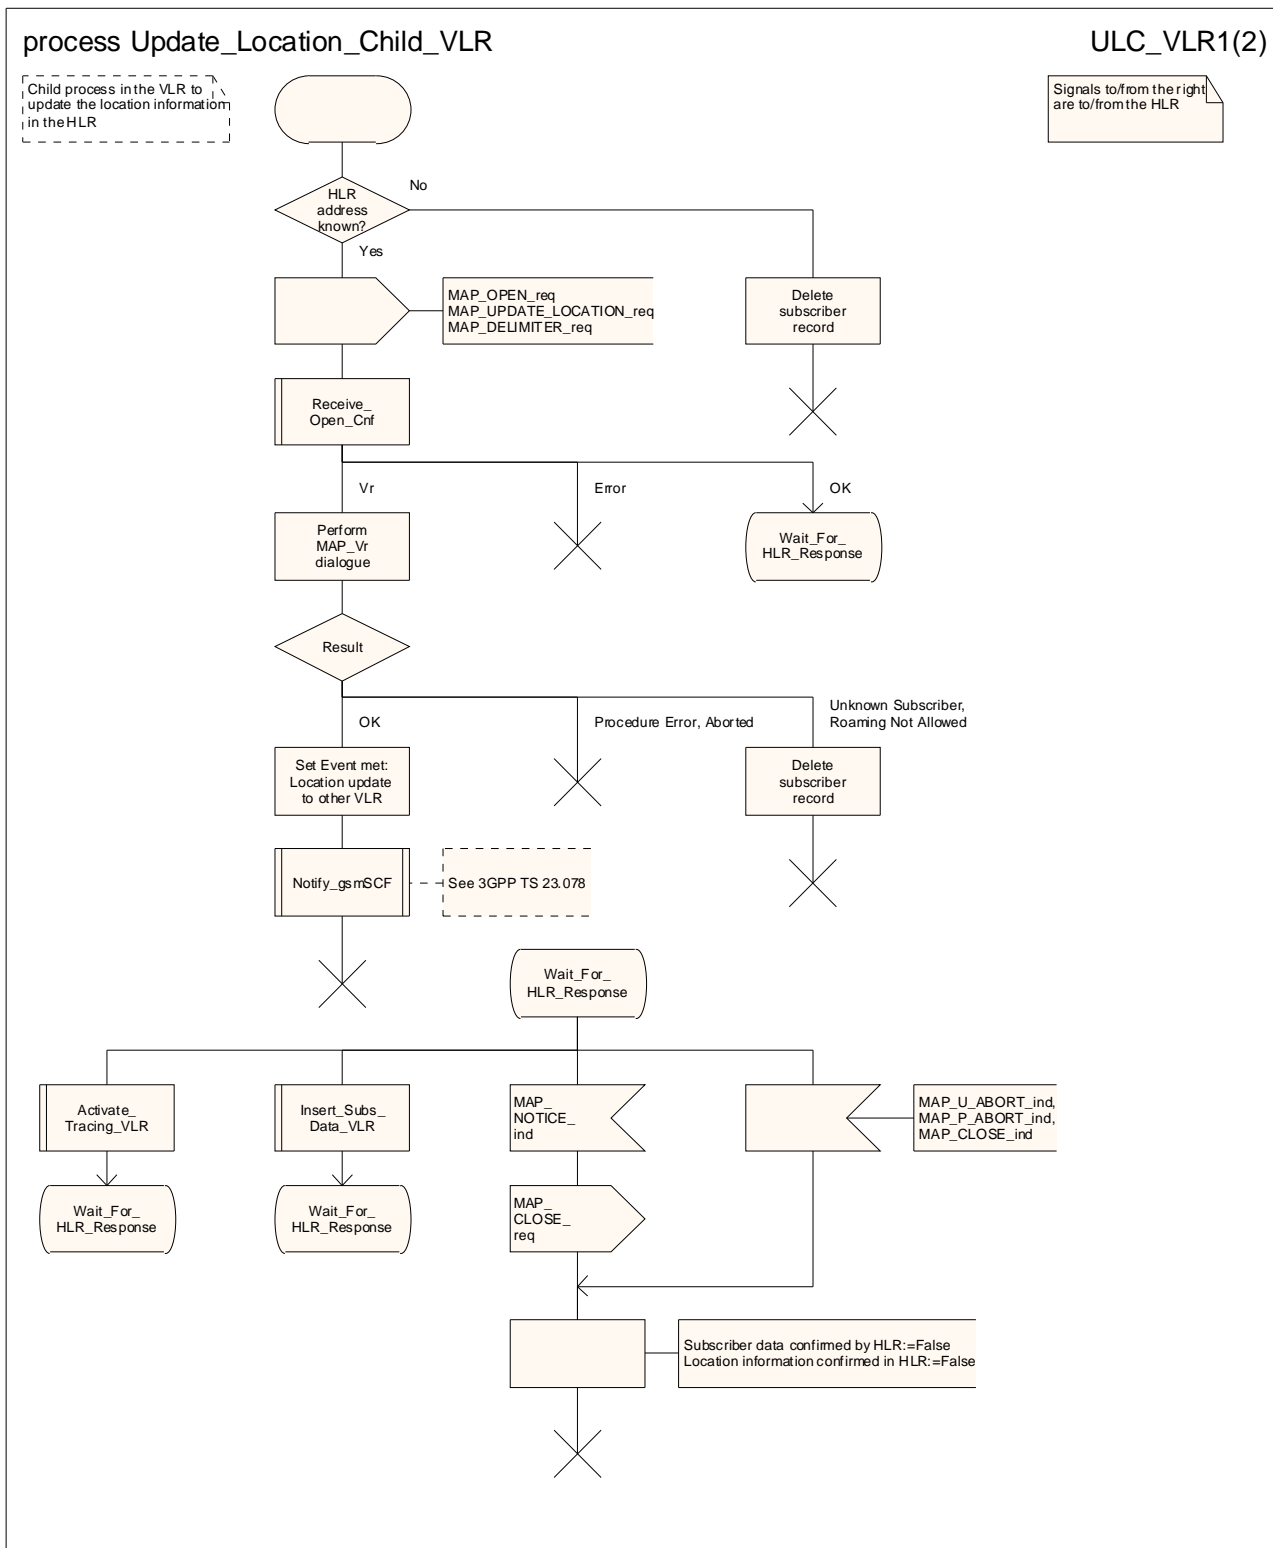 process Update_Location_Child_VLR
ULC_VLR1(2)
Child process in the VLR to
update the location information
in the HLR
Signals to/from the right
are to/from the HLR
HLR
address
known?
No
Yes
MAP_OPEN_req
MAP_UPDATE_LOCATION_req
MAP_DELIMITER_req
Delete
subscriber
record
Receive_
Open_Cnf
Vr
Error
OK
Perform
MAP_Vr
dialogue
Wait_For_
HLR_Response
Result
OK
Procedure Error, Aborted
Unknown Subscriber,
Roaming Not Allowed
Set Event met:
Location update
to other VLR
Delete
subscriber
record
Notify_gsmSCF
See 3GPP TS 23.078
Wait_For_
HLR_Response
Activate_
Tracing_VLR
Insert_Subs_
Data_VLR
MAP_
NOTICE_
ind
MAP_U_ABORT_ind,
MAP_P_ABORT_ind,
MAP_CLOSE_ind
Wait_For_
HLR_Response
Wait_For_
HLR_Response
MAP_
CLOSE_
req
Subscriber data confirmed by HLR:=False
Location information confirmed in HLR:=False